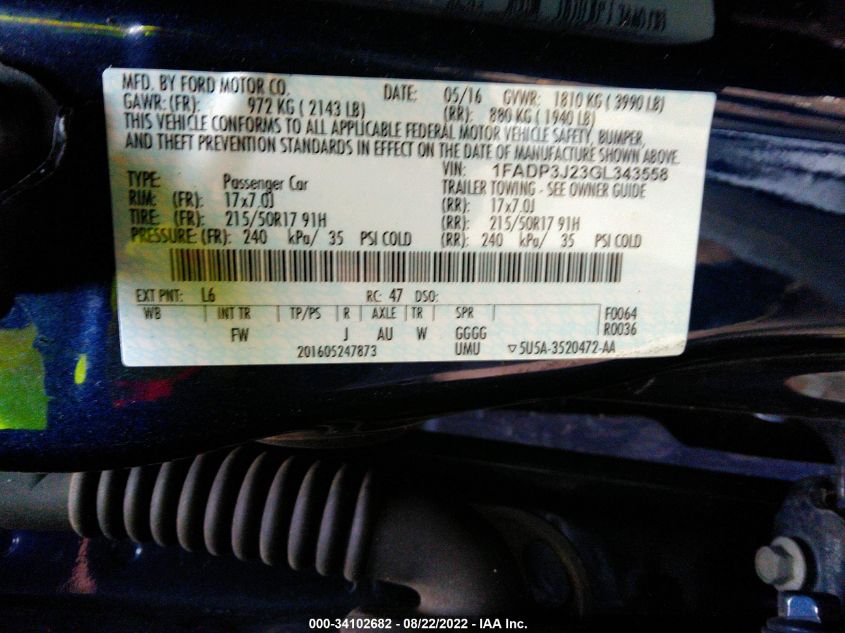 MFD. BY FORD MOTOR CO. DATE: 05/16 GVWR: 1810 KG ( 3990 LB)
GAWR: (FR): 972 KG ( 2143 LB) (RR): 880 KG ( 1940 LB)
THIS VEHICLE CONFORMS TO ALL APPLICABLE FEDERAL MOTOR VEHICLE SAFETY, BUMPER,
AND THEFT PREVENTION STANDARDS IN EFFECT ON THE DATE OF MANUFACTURE SHOWN ABOVE.
VIN: 1FADP3J23GL343558
TYPE: Passenger Car TRAILER TOWING - SEE OWNER GUIDE
RIM: (FR): 17x7.0J (RR): 17x7.0J
TIRE: (FR): 215/50R17 91H (RR): 215/50R17 91H
PRESSURE: (FR): 240 kPa/ 35 PSI COLD (RR): 240 kPa/ 35 PSI COLD
EXT PNT: L6 RC: 47 DSO: F0064
WB INT TR TP/PS R AXLE TR SPR R0036
FW J AU W GGGG
201605247873 UMU ▽5U5A-3520472-AA
000-34102682 - 08/22/2022 - IAA Inc.